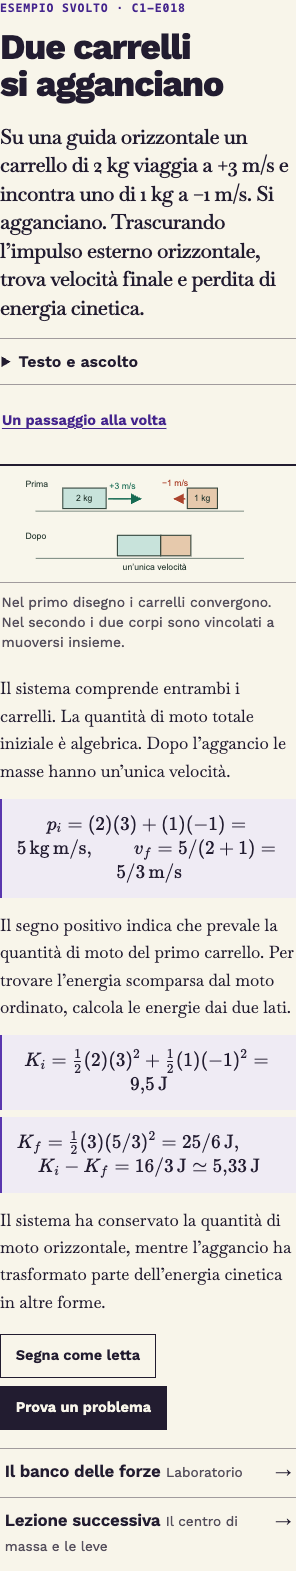 ESEMPIO SVOLTO · C1–E018
Due carrelli
si agganciano
Su una guida orizzontale un
carrello di 2 kg viaggia a +3 m/s e
incontra uno di 1 kg a −1 m/s. Si
agganciano. Trascurando
l’impulso esterno orizzontale,
trova velocità finale e perdita di
energia cinetica.
▶ Testo e ascolto
Un passaggio alla volta
Prima
2 kg
+3 m/s
−1 m/s
1 kg
Dopo
un’unica velocità
Nel primo disegno i carrelli convergono.
Nel secondo i due corpi sono vincolati a
muoversi insieme.
Il sistema comprende entrambi i
carrelli. La quantità di moto totale
iniziale è algebrica. Dopo l’aggancio le
masse hanno un’unica velocità.
p_i = (2)(3) + (1)(−1) =
5 kg m/s, v_f = 5/(2 + 1) =
5/3 m/s
Il segno positivo indica che prevale la
quantità di moto del primo carrello. Per
trovare l’energia scomparsa dal moto
ordinato, calcola le energie dai due lati.
K_i = ½(2)(3)² + ½(1)(−1)² =
9,5 J
K_f = ½(3)(5/3)² = 25/6 J,
K_i − K_f = 16/3 J ≃ 5,33 J
Il sistema ha conservato la quantità di
moto orizzontale, mentre l’aggancio ha
trasformato parte dell’energia cinetica
in altre forme.
Segna come letta
Prova un problema
Il banco delle forze Laboratorio →
Lezione successiva Il centro di →
massa e le leve